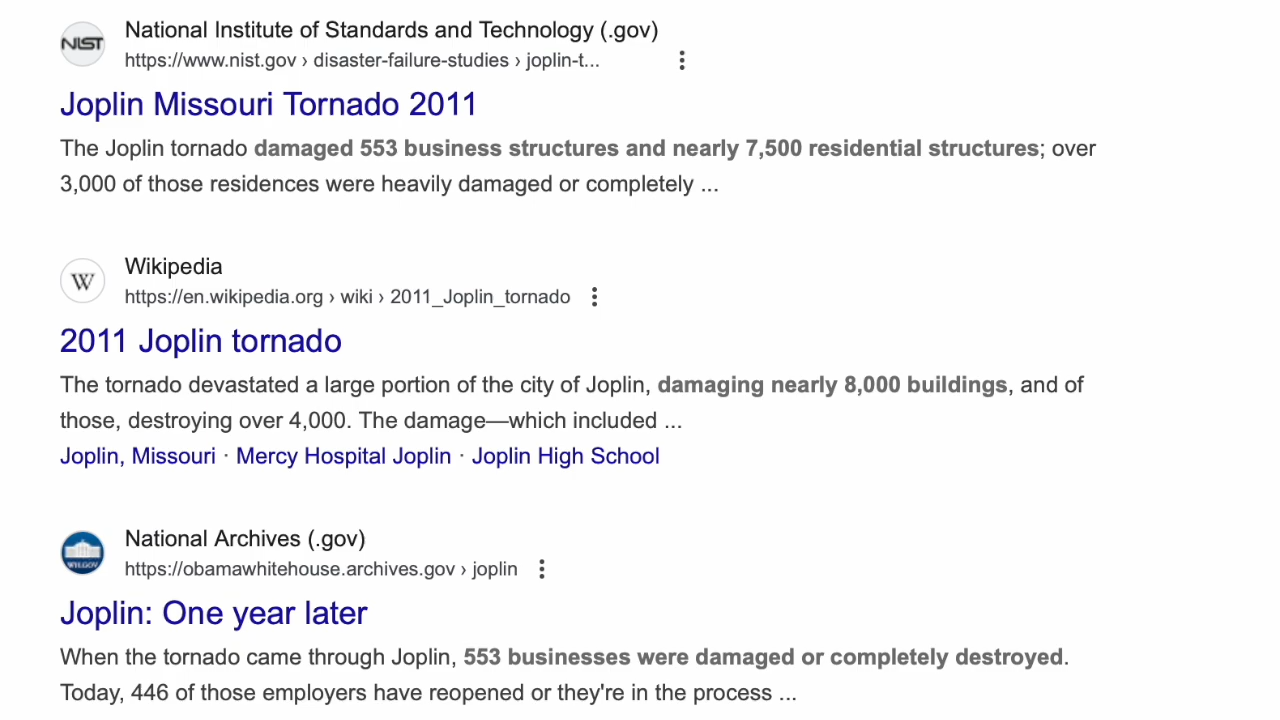 NIST
National Institute of Standards and Technology (.gov)
https://www.nist.gov › disaster-failure-studies › joplin-t...
Joplin Missouri Tornado 2011
The Joplin tornado damaged 553 business structures and nearly 7,500 residential structures; over
3,000 of those residences were heavily damaged or completely ...
W
Wikipedia
https://en.wikipedia.org › wiki › 2011_Joplin_tornado
2011 Joplin tornado
The tornado devastated a large portion of the city of Joplin, damaging nearly 8,000 buildings, and of
those, destroying over 4,000. The damage—which included ...
Joplin, Missouri · Mercy Hospital Joplin · Joplin High School
WH.GOV
National Archives (.gov)
https://obamawhitehouse.archives.gov › joplin
Joplin: One year later
When the tornado came through Joplin, 553 businesses were damaged or completely destroyed.
Today, 446 of those employers have reopened or they're in the process ...